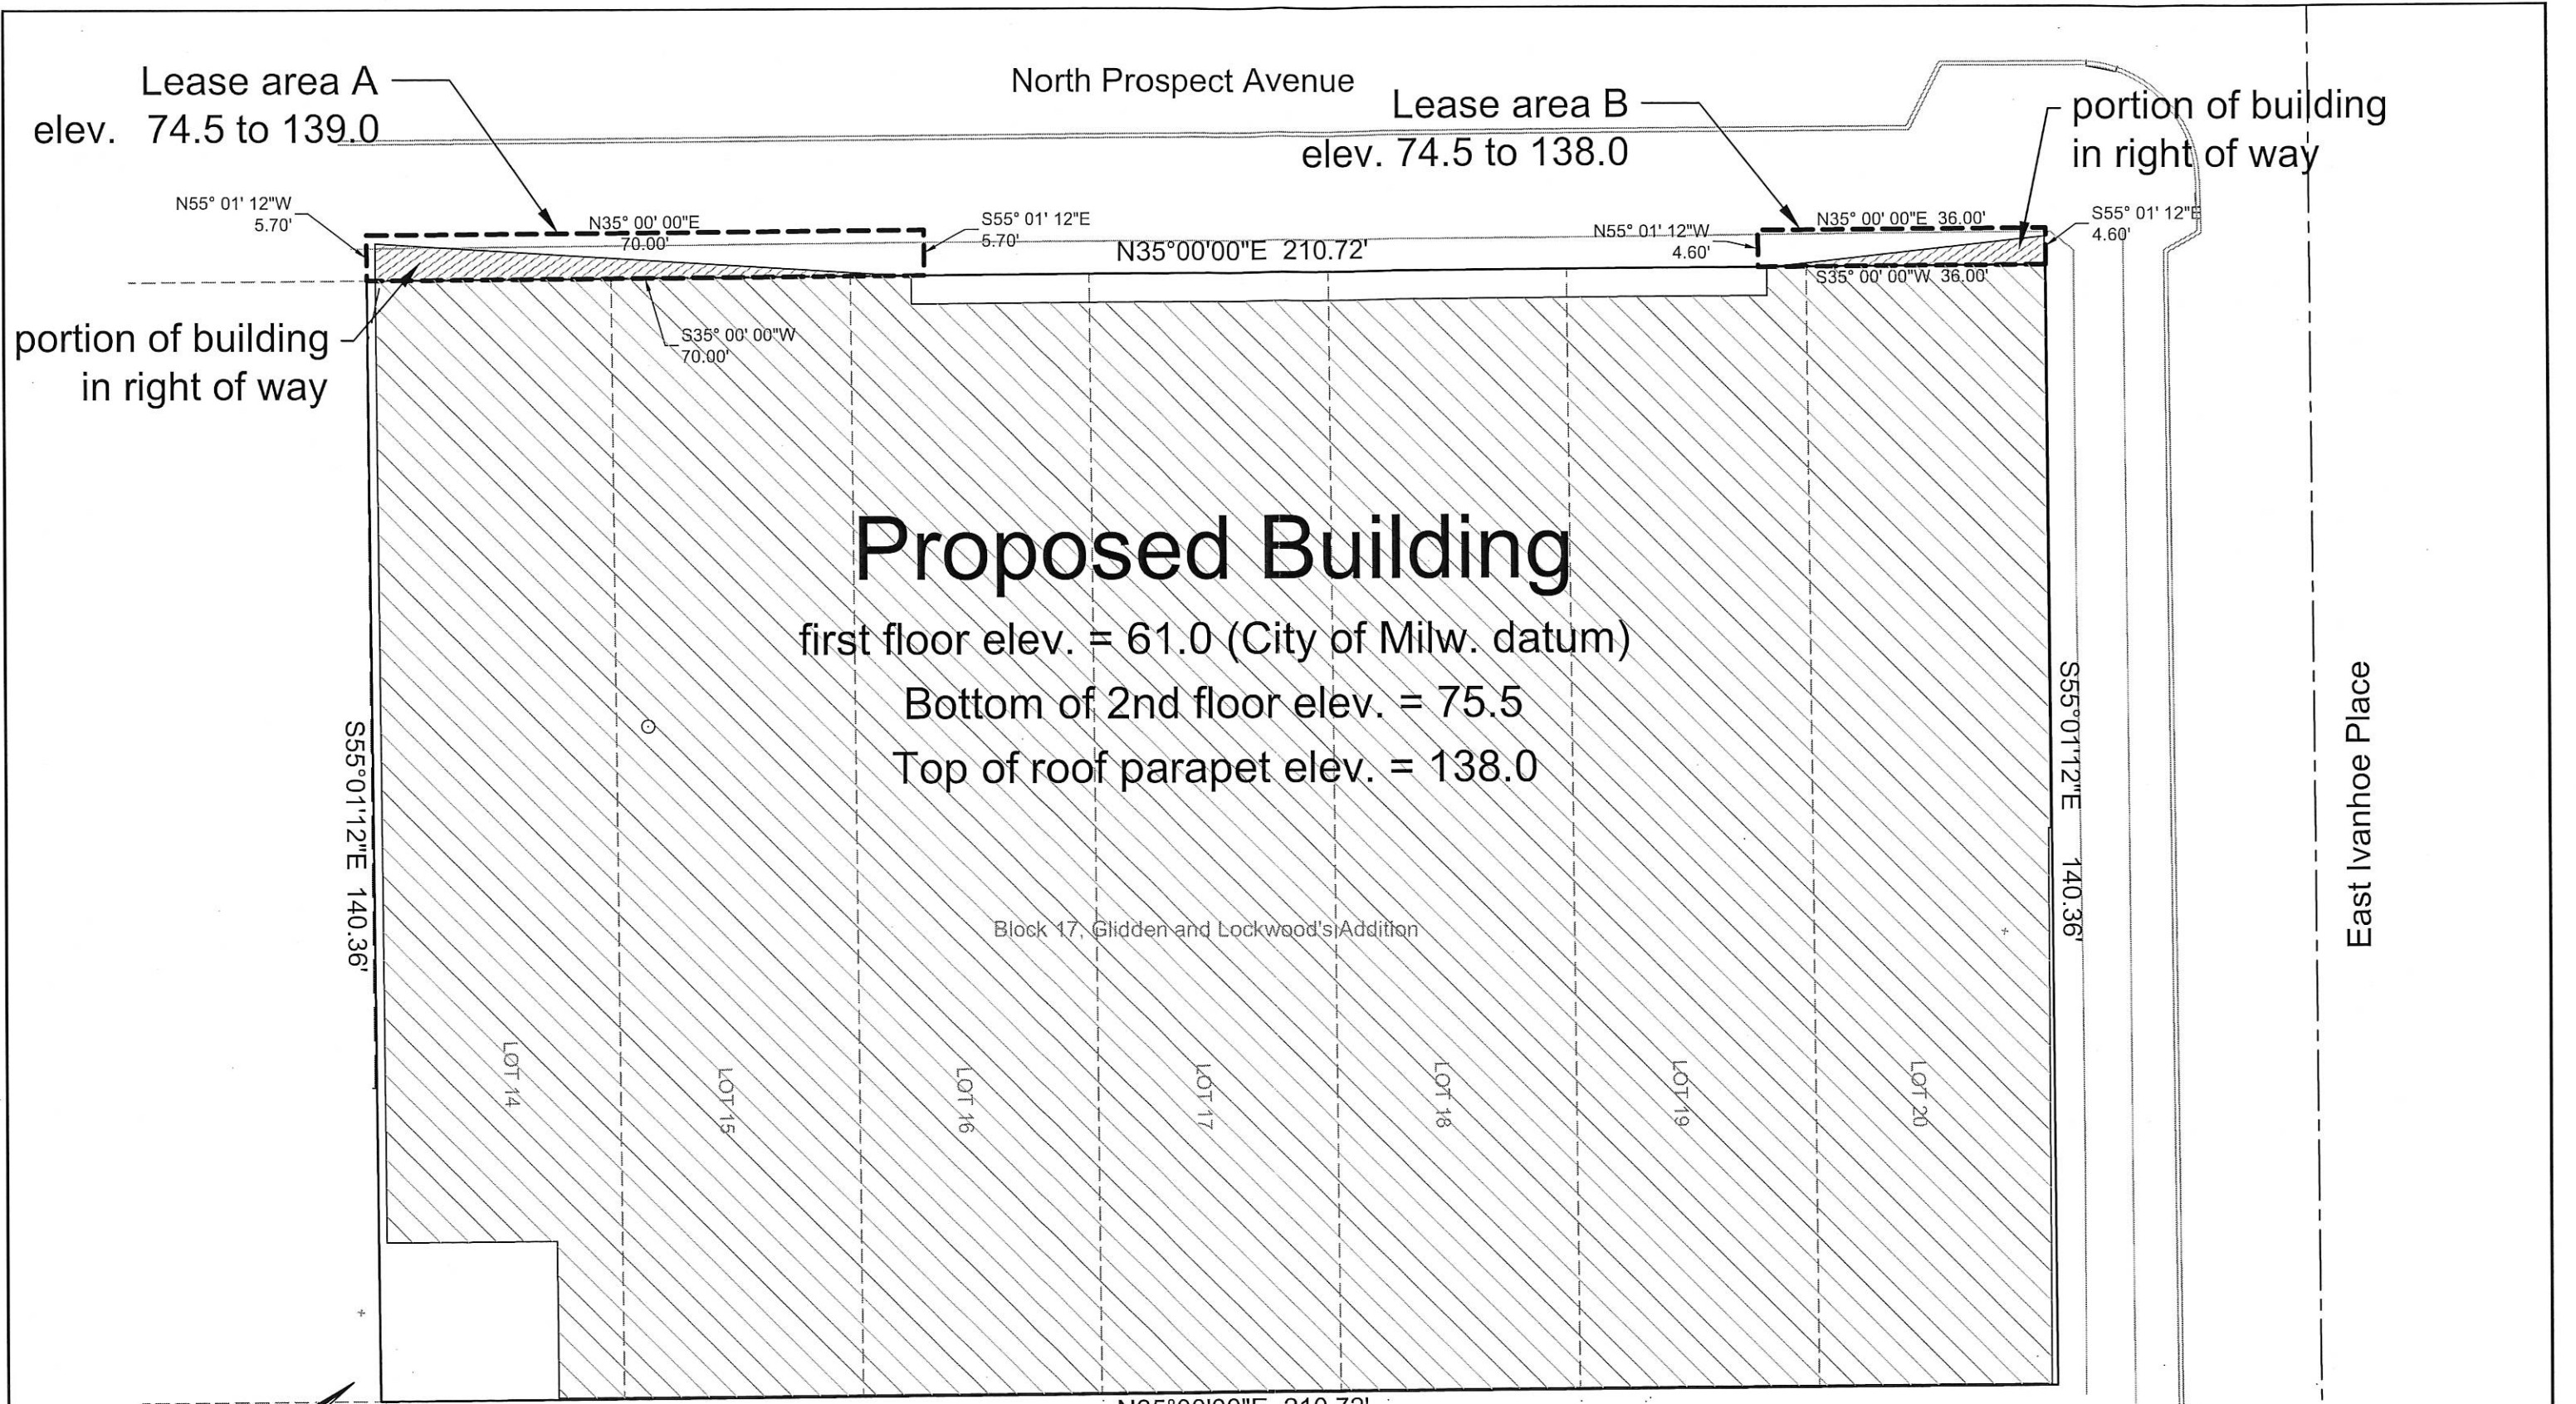 North Prospect Avenue
Lease area A
elev. 74.5 to 139.0
Lease area B
elev. 74.5 to 138.0
portion of building
in right of way
N55° 01' 12"W
5.70'
N35° 00' 00"E
70.00'
S55° 01' 12"E
5.70'
N35°00'00"E 210.72'
N55° 01' 12"W
4.60'
N35° 00' 00"E 36.00'
S55° 01' 12"E
4.60'
S35° 00' 00"W 36.00'
portion of building
in right of way
S35° 00' 00"W
70.00'
Proposed Building
first floor elev. = 61.0 (City of Milw. datum)
Bottom of 2nd floor elev. = 75.5
Top of roof parapet elev. = 138.0
S55°01'12"E 140.36'
S55°01'12"E 140.36'
East Ivanhoe Place
Block 17, Glidden and Lockwood's Addition
LOT 14
LOT 15
LOT 16
LOT 17
LOT 18
LOT 19
LOT 20
N35°00'00"E 210.72'